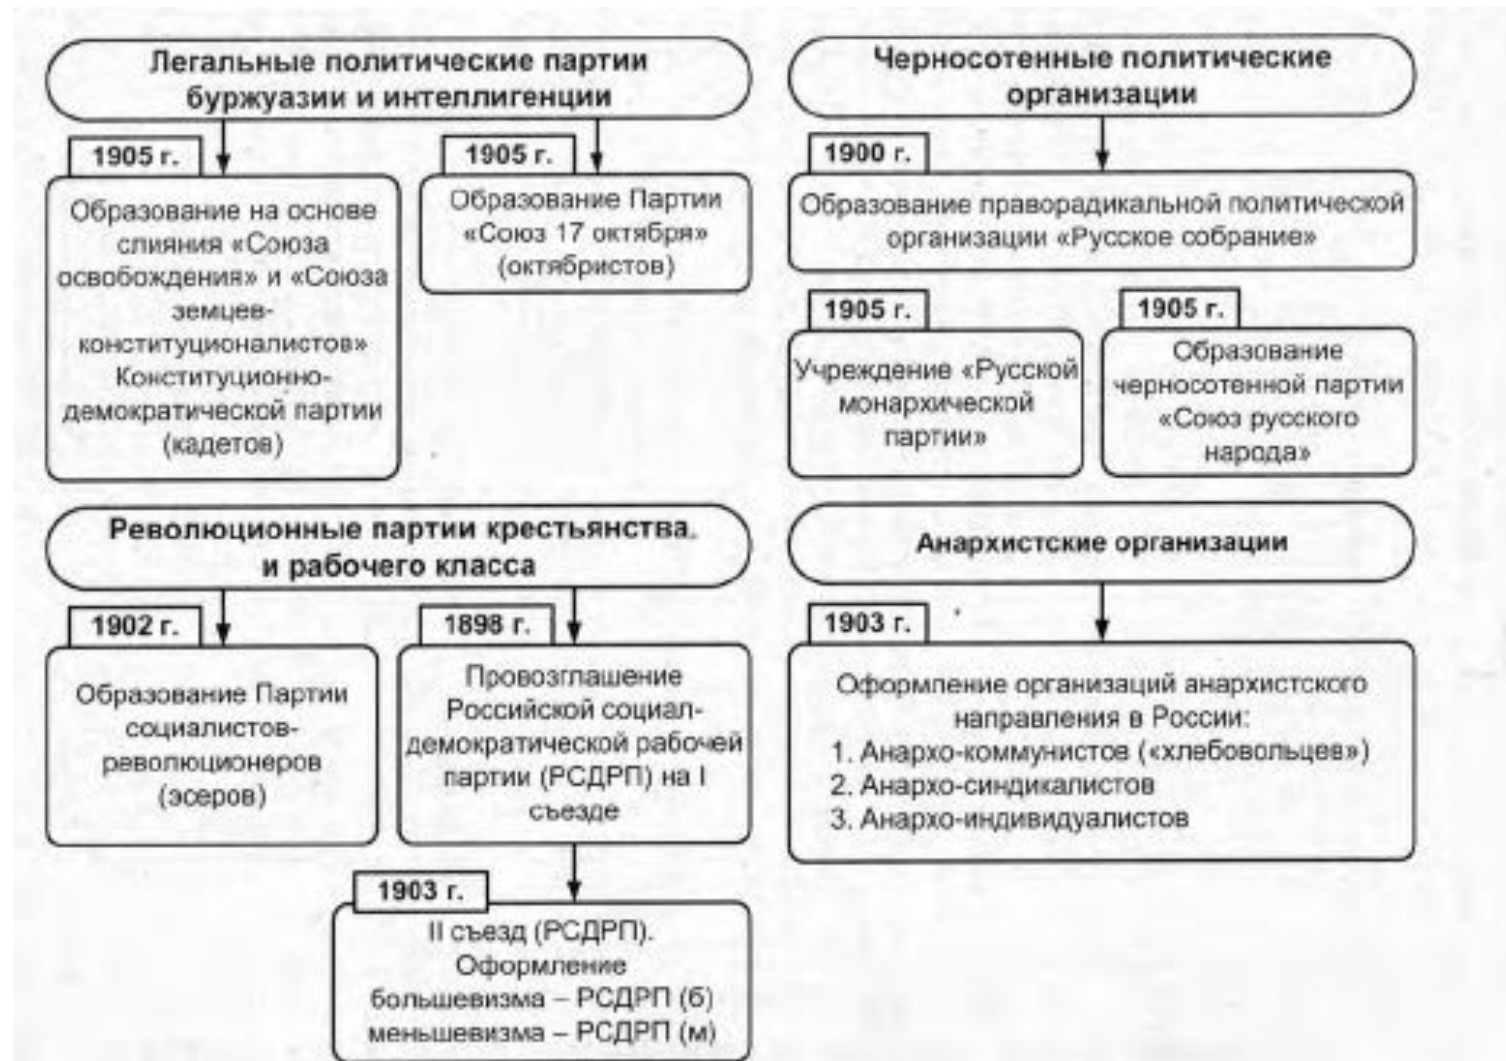 Легальные политические партии
буржуазии и интеллигенции
1905 г.
Образование на основе
слияния «Союза
освобождения» и «Союза
земцев-
конституционалистов»
Конституционно-
демократической партии
(кадетов)
1905 г.
Образование Партии
«Союз 17 октября»
(октябристов)
Черносотенные политические
организации
1900 г.
Образование праворадикальной политической
организации «Русское собрание»
1905 г.
Учреждение «Русской
монархической
партии»
1905 г.
Образование
черносотенной партии
«Союз русского
народа»
Революционные партии крестьянства
и рабочего класса
1902 г.
Образование Партии
социалистов-
революционеров
(эсеров)
1898 г.
Провозглашение
Российской социал-
демократической рабочей
партии (РСДРП) на I
съезде
1903 г.
II съезд (РСДРП).
Оформление
большевизма – РСДРП (б)
меньшевизма – РСДРП (м)
Анархистские организации
1903 г.
Оформление организаций анархистского
направления в России:
1. Анархо-коммунистов («хлебовольцев»)
2. Анархо-синдикалистов
3. Анархо-индивидуалистов